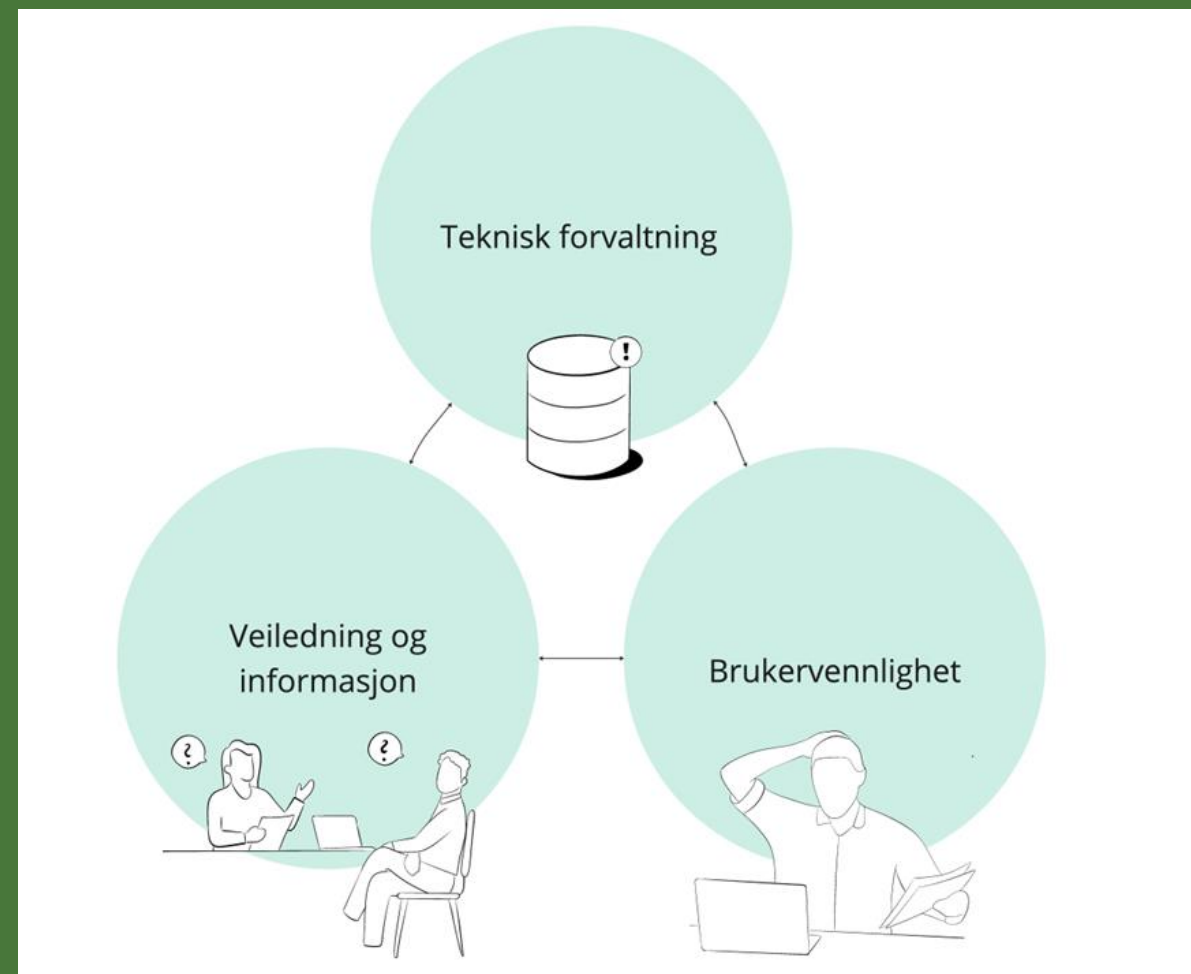 Teknisk forvaltning
!
Veiledning og
informasjon
Brukervennlighet
?
?